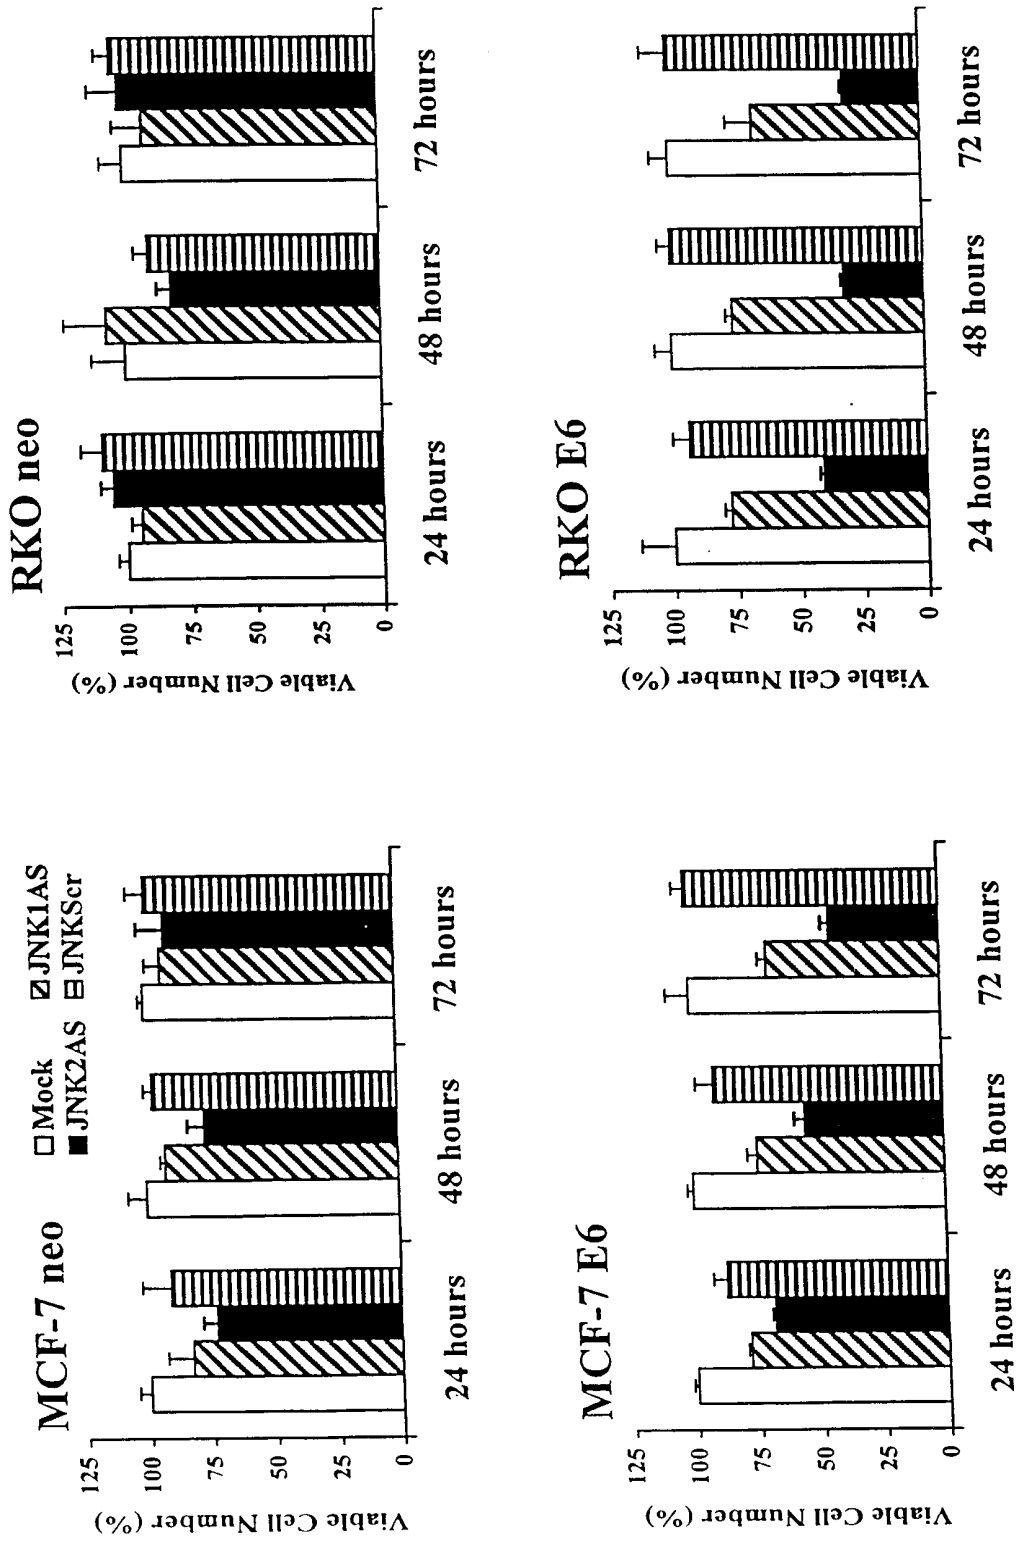 MCF-7 neo
Mock
JNK1AS
JNK2AS
JNKScr
Viable Cell Number (%)
125
100
75
50
25
0
24 hours
48 hours
72 hours
RKO neo
Viable Cell Number (%)
125
100
75
50
25
0
24 hours
48 hours
72 hours
MCF-7 E6
Viable Cell Number (%)
125
100
75
50
25
0
24 hours
48 hours
72 hours
RKO E6
Viable Cell Number (%)
125
100
75
50
25
0
24 hours
48 hours
72 hours